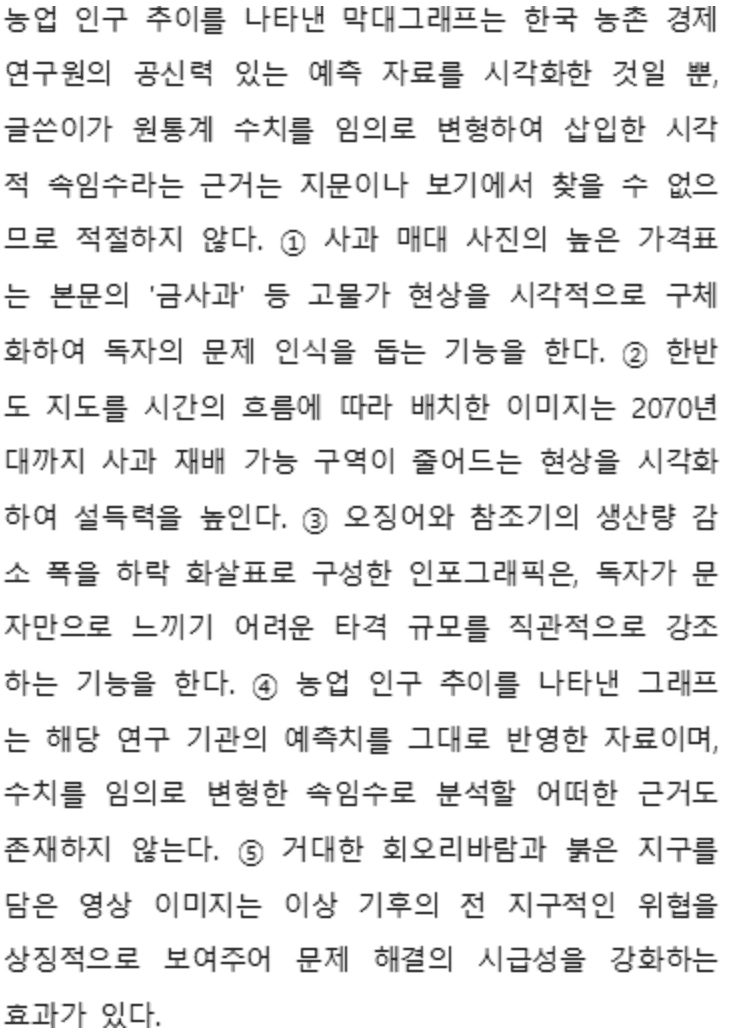 농업 인구 추이를 나타낸 막대그래프는 한국 농촌 경제
연구원의 공신력 있는 예측 자료를 시각화한 것일 뿐,
글쓴이가 원통계 수치를 임의로 변형하여 삽입한 시각
적 속임수라는 근거는 지문이나 보기에서 찾을 수 없으
므로 적절하지 않다. ① 사과 매대 사진의 높은 가격표
는 본문의 '금사과' 등 고물가 현상을 시각적으로 구체
화하여 독자의 문제 인식을 돕는 기능을 한다. ② 한반
도 지도를 시간의 흐름에 따라 배치한 이미지는 2070년
대까지 사과 재배 가능 구역이 줄어드는 현상을 시각화
하여 설득력을 높인다. ③ 오징어와 참조기의 생산량 감
소 폭을 하락 화살표로 구성한 인포그래픽은, 독자가 문
자만으로 느끼기 어려운 타격 규모를 직관적으로 강조
하는 기능을 한다. ④ 농업 인구 추이를 나타낸 그래프
는 해당 연구 기관의 예측치를 그대로 반영한 자료이며,
수치를 임의로 변형한 속임수로 분석할 어떠한 근거도
존재하지 않는다. ⑤ 거대한 회오리바람과 붉은 지구를
담은 영상 이미지는 이상 기후의 전 지구적인 위협을
상징적으로 보여주어 문제 해결의 시급성을 강화하는
효과가 있다.